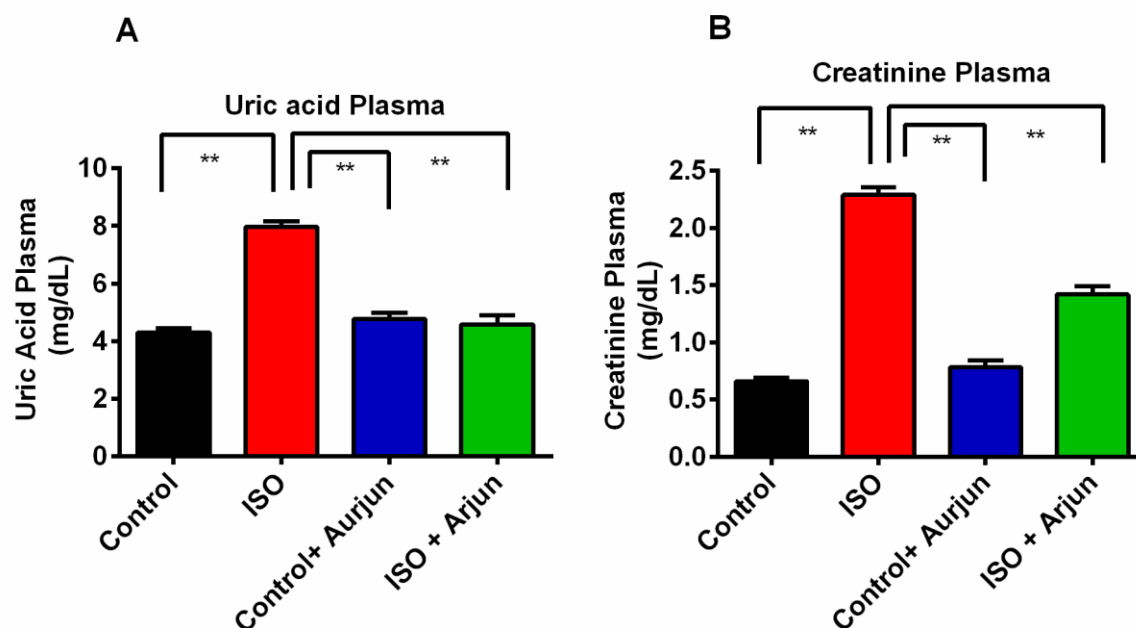 A
Uric acid Plasma
**
**
**
Uric Acid Plasma
(mg/dL)
10
8
6
4
2
0
Control
ISO
Control+ Aurjun
ISO + Arjun
B
Creatinine Plasma
**
**
**
Creatinine Plasma
(mg/dL)
2.5
2.0
1.5
1.0
0.5
0.0
Control
ISO
Control+ Aurjun
ISO + Arjun